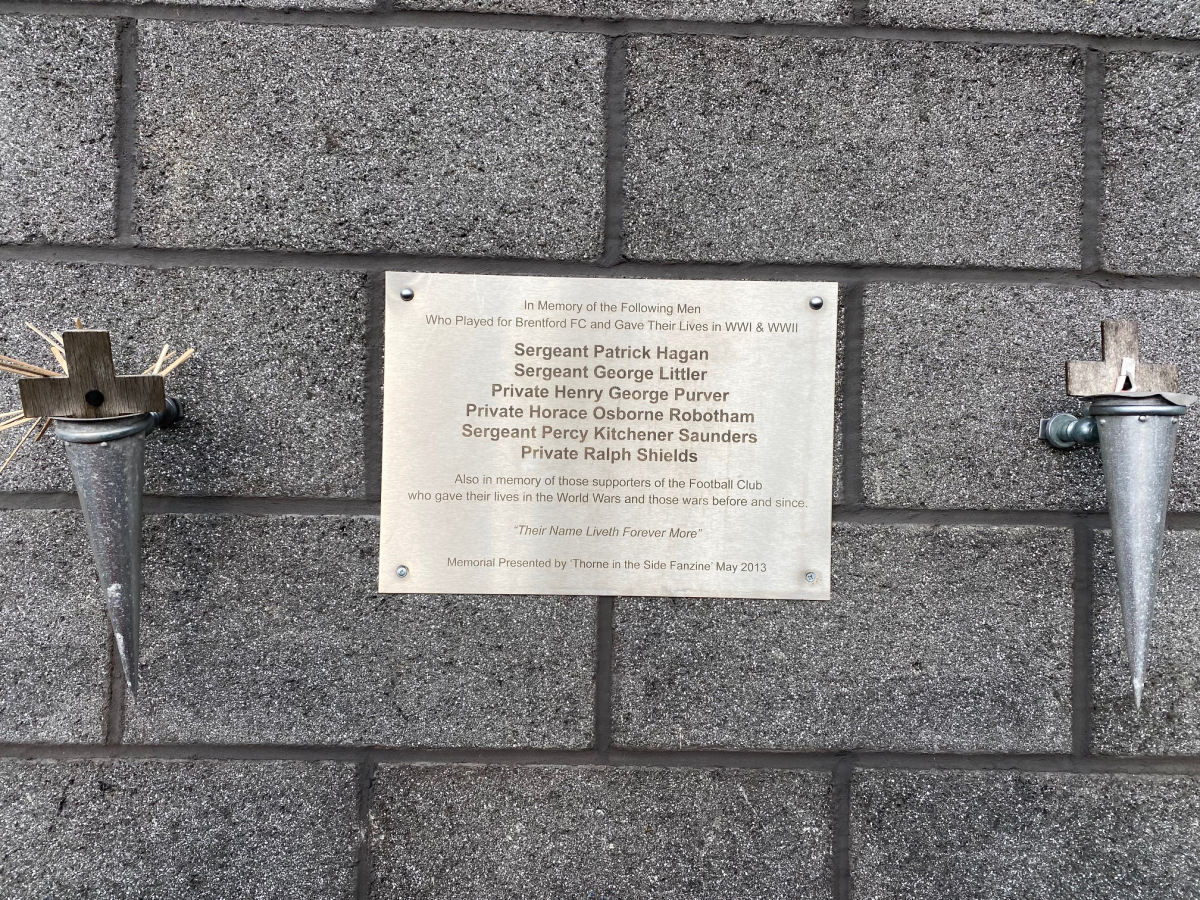 In Memory of the Following Men
Who Played for Brentford FC and Gave Their Lives in WWI & WWII
Sergeant Patrick Hagan
Sergeant George Littler
Private Henry George Purver
Private Horace Osborne Robotham
Sergeant Percy Kitchener Saunders
Private Ralph Shields
Also in memory of those supporters of the Football Club
who gave their lives in the World Wars and those wars before and since.
“Their Name Liveth Forever More”
Memorial Presented by ‘Thorne in the Side Fanzine’ May 2013